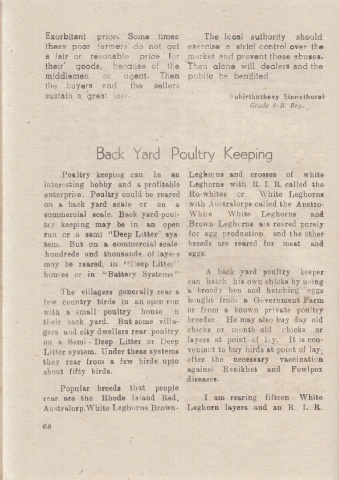 Exorbitant price. Some times
these poor farmers do not get
a fair or resonable price for
their' goods, because of the
middlemen or agent. Then
the buyers and the sellers
sustain a great loss.
The local authority should
exercise a strict control over the
market and prevent these abuses.
Then alone will dealers and the
public be benifited
Suhirthathevy Sinnathurai
Grade 9-B. Rep.,
Back Yard Poultry Keeping
Poultry keeping can be an
interesting hobby and a profitable
enterprise. Poultry could be reared
on a back yard scale or on a
commercial scale. Back yard poul-
try keeping may be in an open
run or a semi "Deep Litter" sys-
tem. But on a commercial scale
hundreds and thousands of layers
may be reared, in "Deep Litter"
houses or in "Battery Systems"
The villagers generally rear a
few country birds in an open run
with a small poultry house in
their back yard. But some villa-
gers and city dwellers rear poultry
on a Semi-Deep Litter or Deep
Litter system. Under these systems
they rear from a few birds upto
about fifty birds.
Popular breeds that people
rear are the Rhode Island Red,
Australorp, White Leghorns Brown-
Leghorns and crosses of white
Leghorns with R. I. R. called the
Ro-whites or White Leghorns
with Australorps called the Austro-
White White Leghorns and
Brown Leghorns are reared purely
for egg production, and the other
breeds are reared for meat and
eggs.
A back yard poultry keeper
can hatch his own chicks by using
a broody hen and hatching eggs
bought from a Government Farm
or from a known private poultry
breeder. He may also buy day old
chicks or month-old chicks or
layers at point of lay. It is con-
venient to buy birds at point of lay,
after the necessary vaccination
against Ranikhet and Fowlpox
diseases.
I am rearing fifteen White
Leghorn layers and an R. I. R.
68